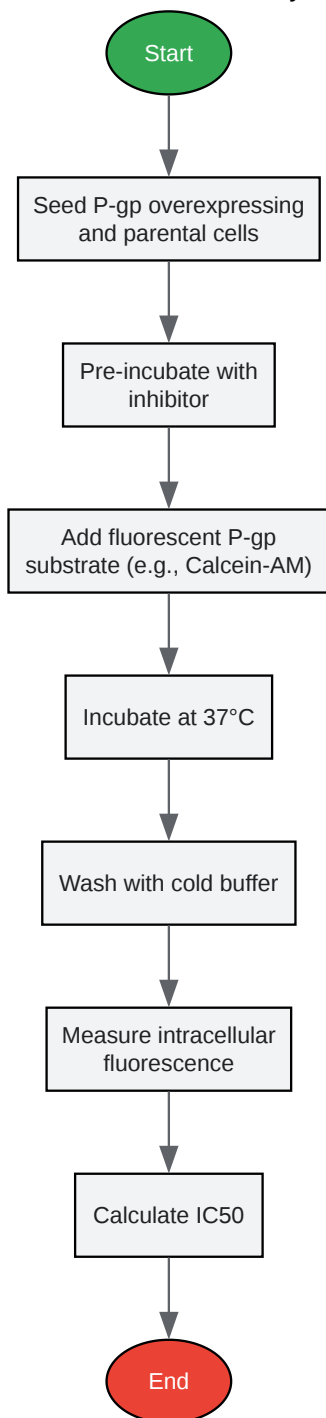 Start
Seed P-gp overexpressing
and parental cells
Pre-incubate with
inhibitor
Add fluorescent P-gp
substrate (e.g., Calcein-AM)
Incubate at 37°C
Wash with cold buffer
Measure intracellular
fluorescence
Calculate IC50
End